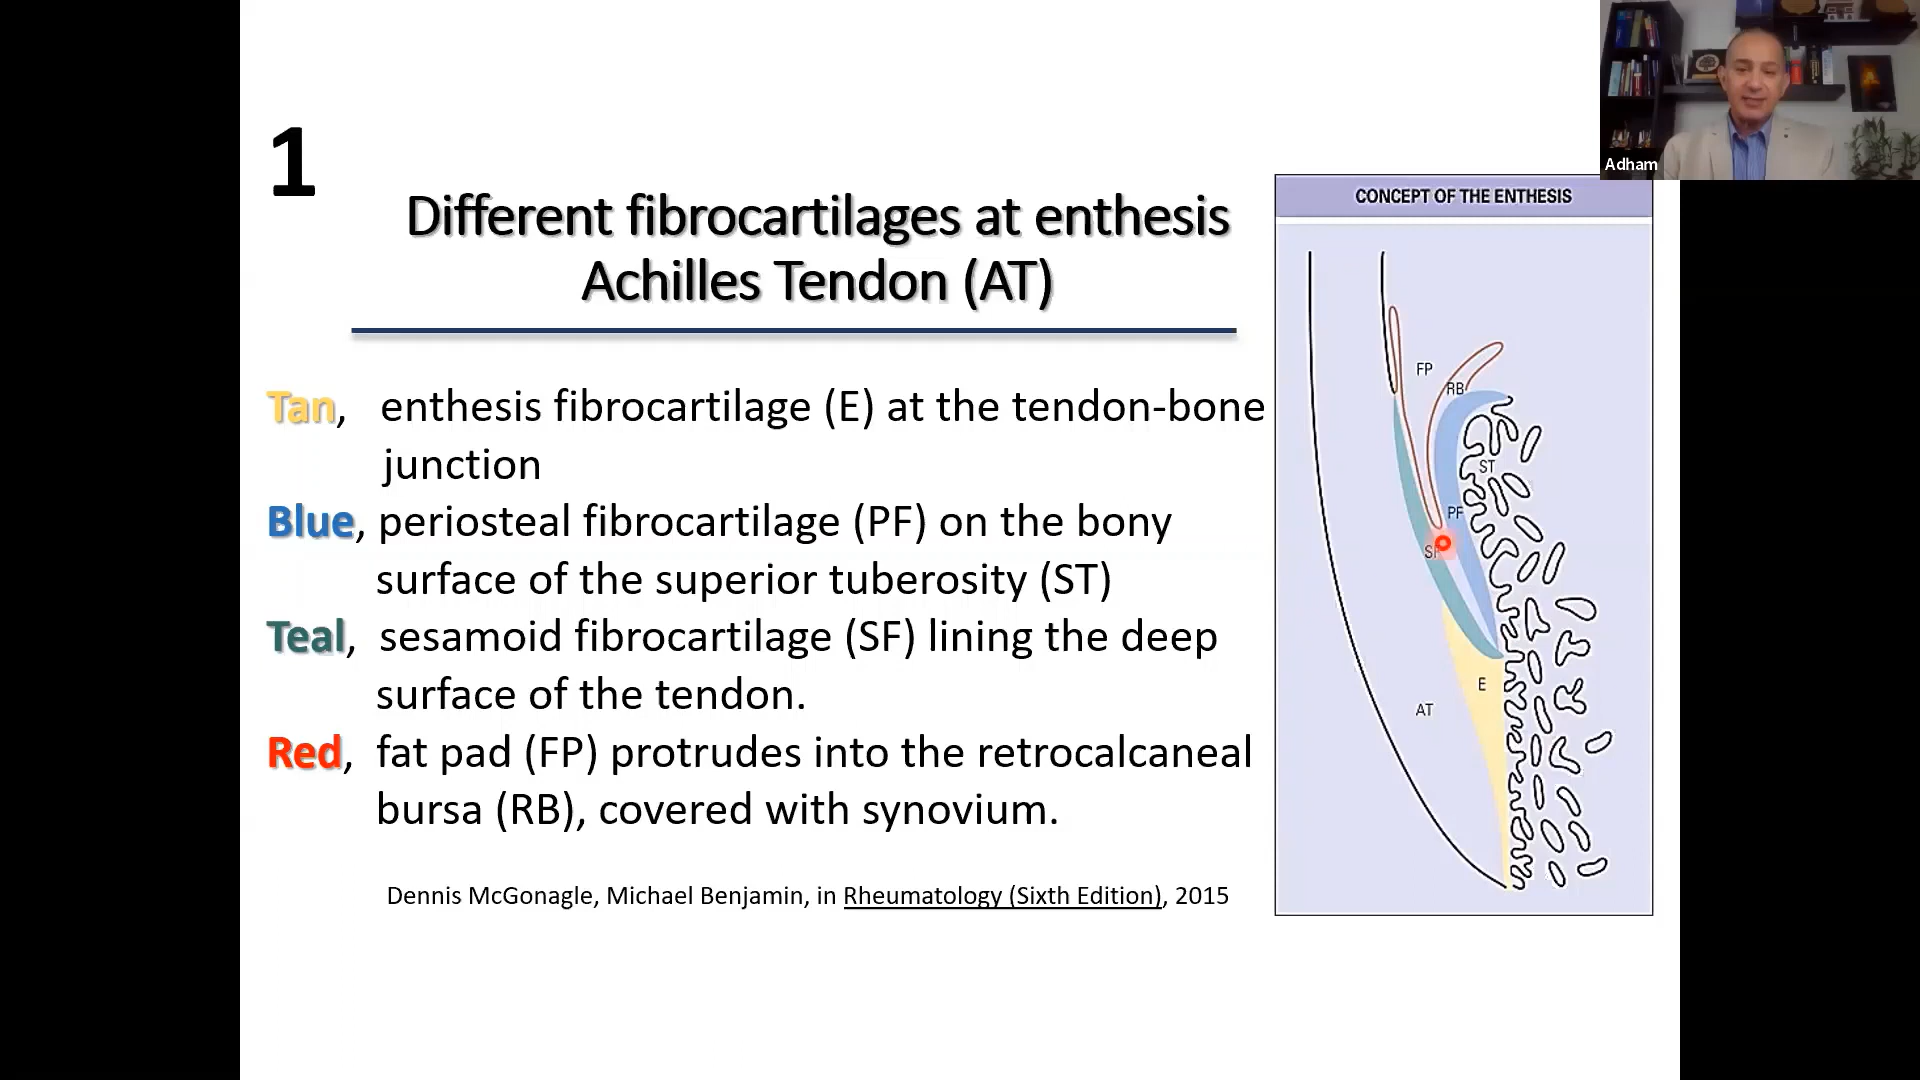 1
Different fibrocartilages at enthesis
Achilles Tendon (AT)
Tan, enthesis fibrocartilage (E) at the tendon-bone
junction
Blue, periosteal fibrocartilage (PF) on the bony
surface of the superior tuberosity (ST)
Teal, sesamoid fibrocartilage (SF) lining the deep
surface of the tendon.
Red, fat pad (FP) protrudes into the retrocalcaneal
bursa (RB), covered with synovium.
Dennis McGonagle, Michael Benjamin, in Rheumatology (Sixth Edition), 2015
Adham
CONCEPT OF THE ENTHESIS
FP
RB
ST
PF
SF
E
AT